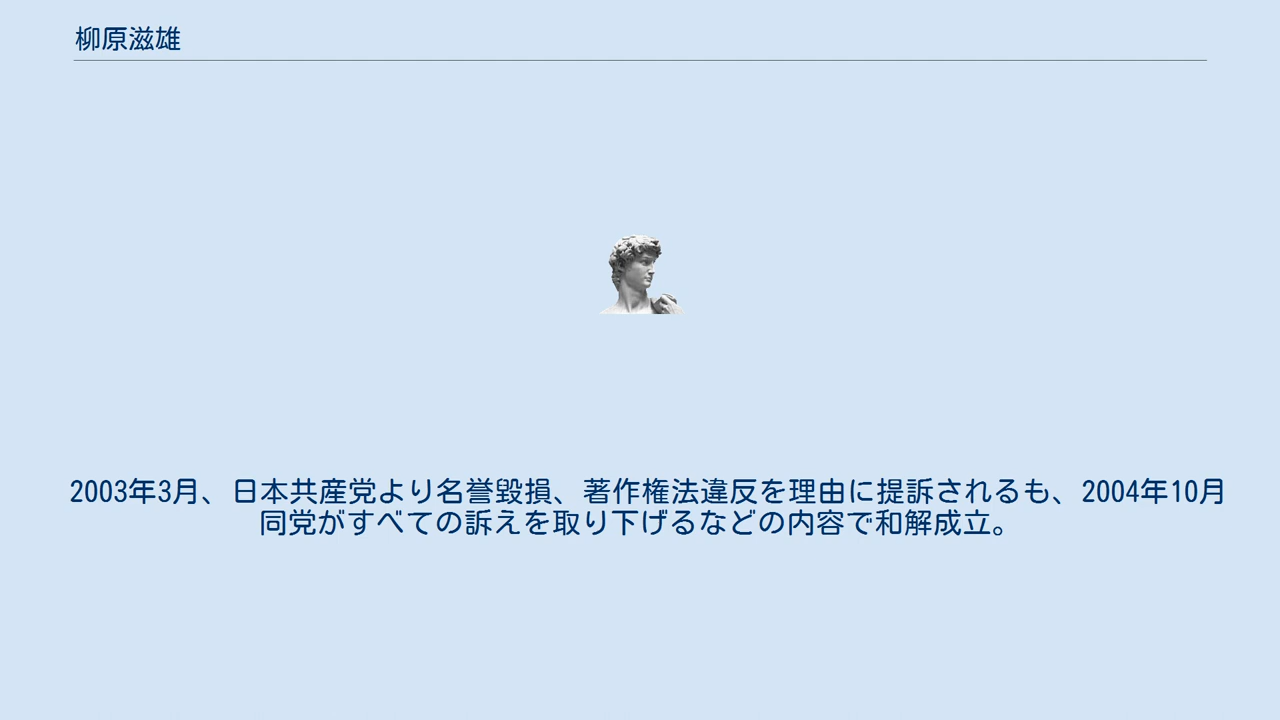 柳原滋雄
2003年3月、日本共産党より名誉毀損、著作権法違反を理由に提訴されるも、2004年10月
同党がすべての訴えを取り下げるなどの内容で和解成立。